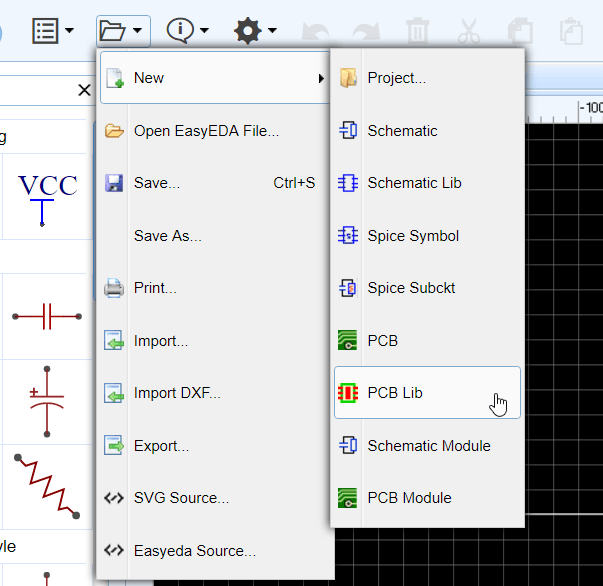 -100
g
VCC
le
New
Open EasyEDA File...
Save... Ctrl+S
Save As...
Print...
Import...
Import DXF...
Export...
SVG Source...
Easyeda Source...
Project...
Schematic
Schematic Lib
Spice Symbol
Spice Subckt
PCB
PCB Lib
Schematic Module
PCB Module